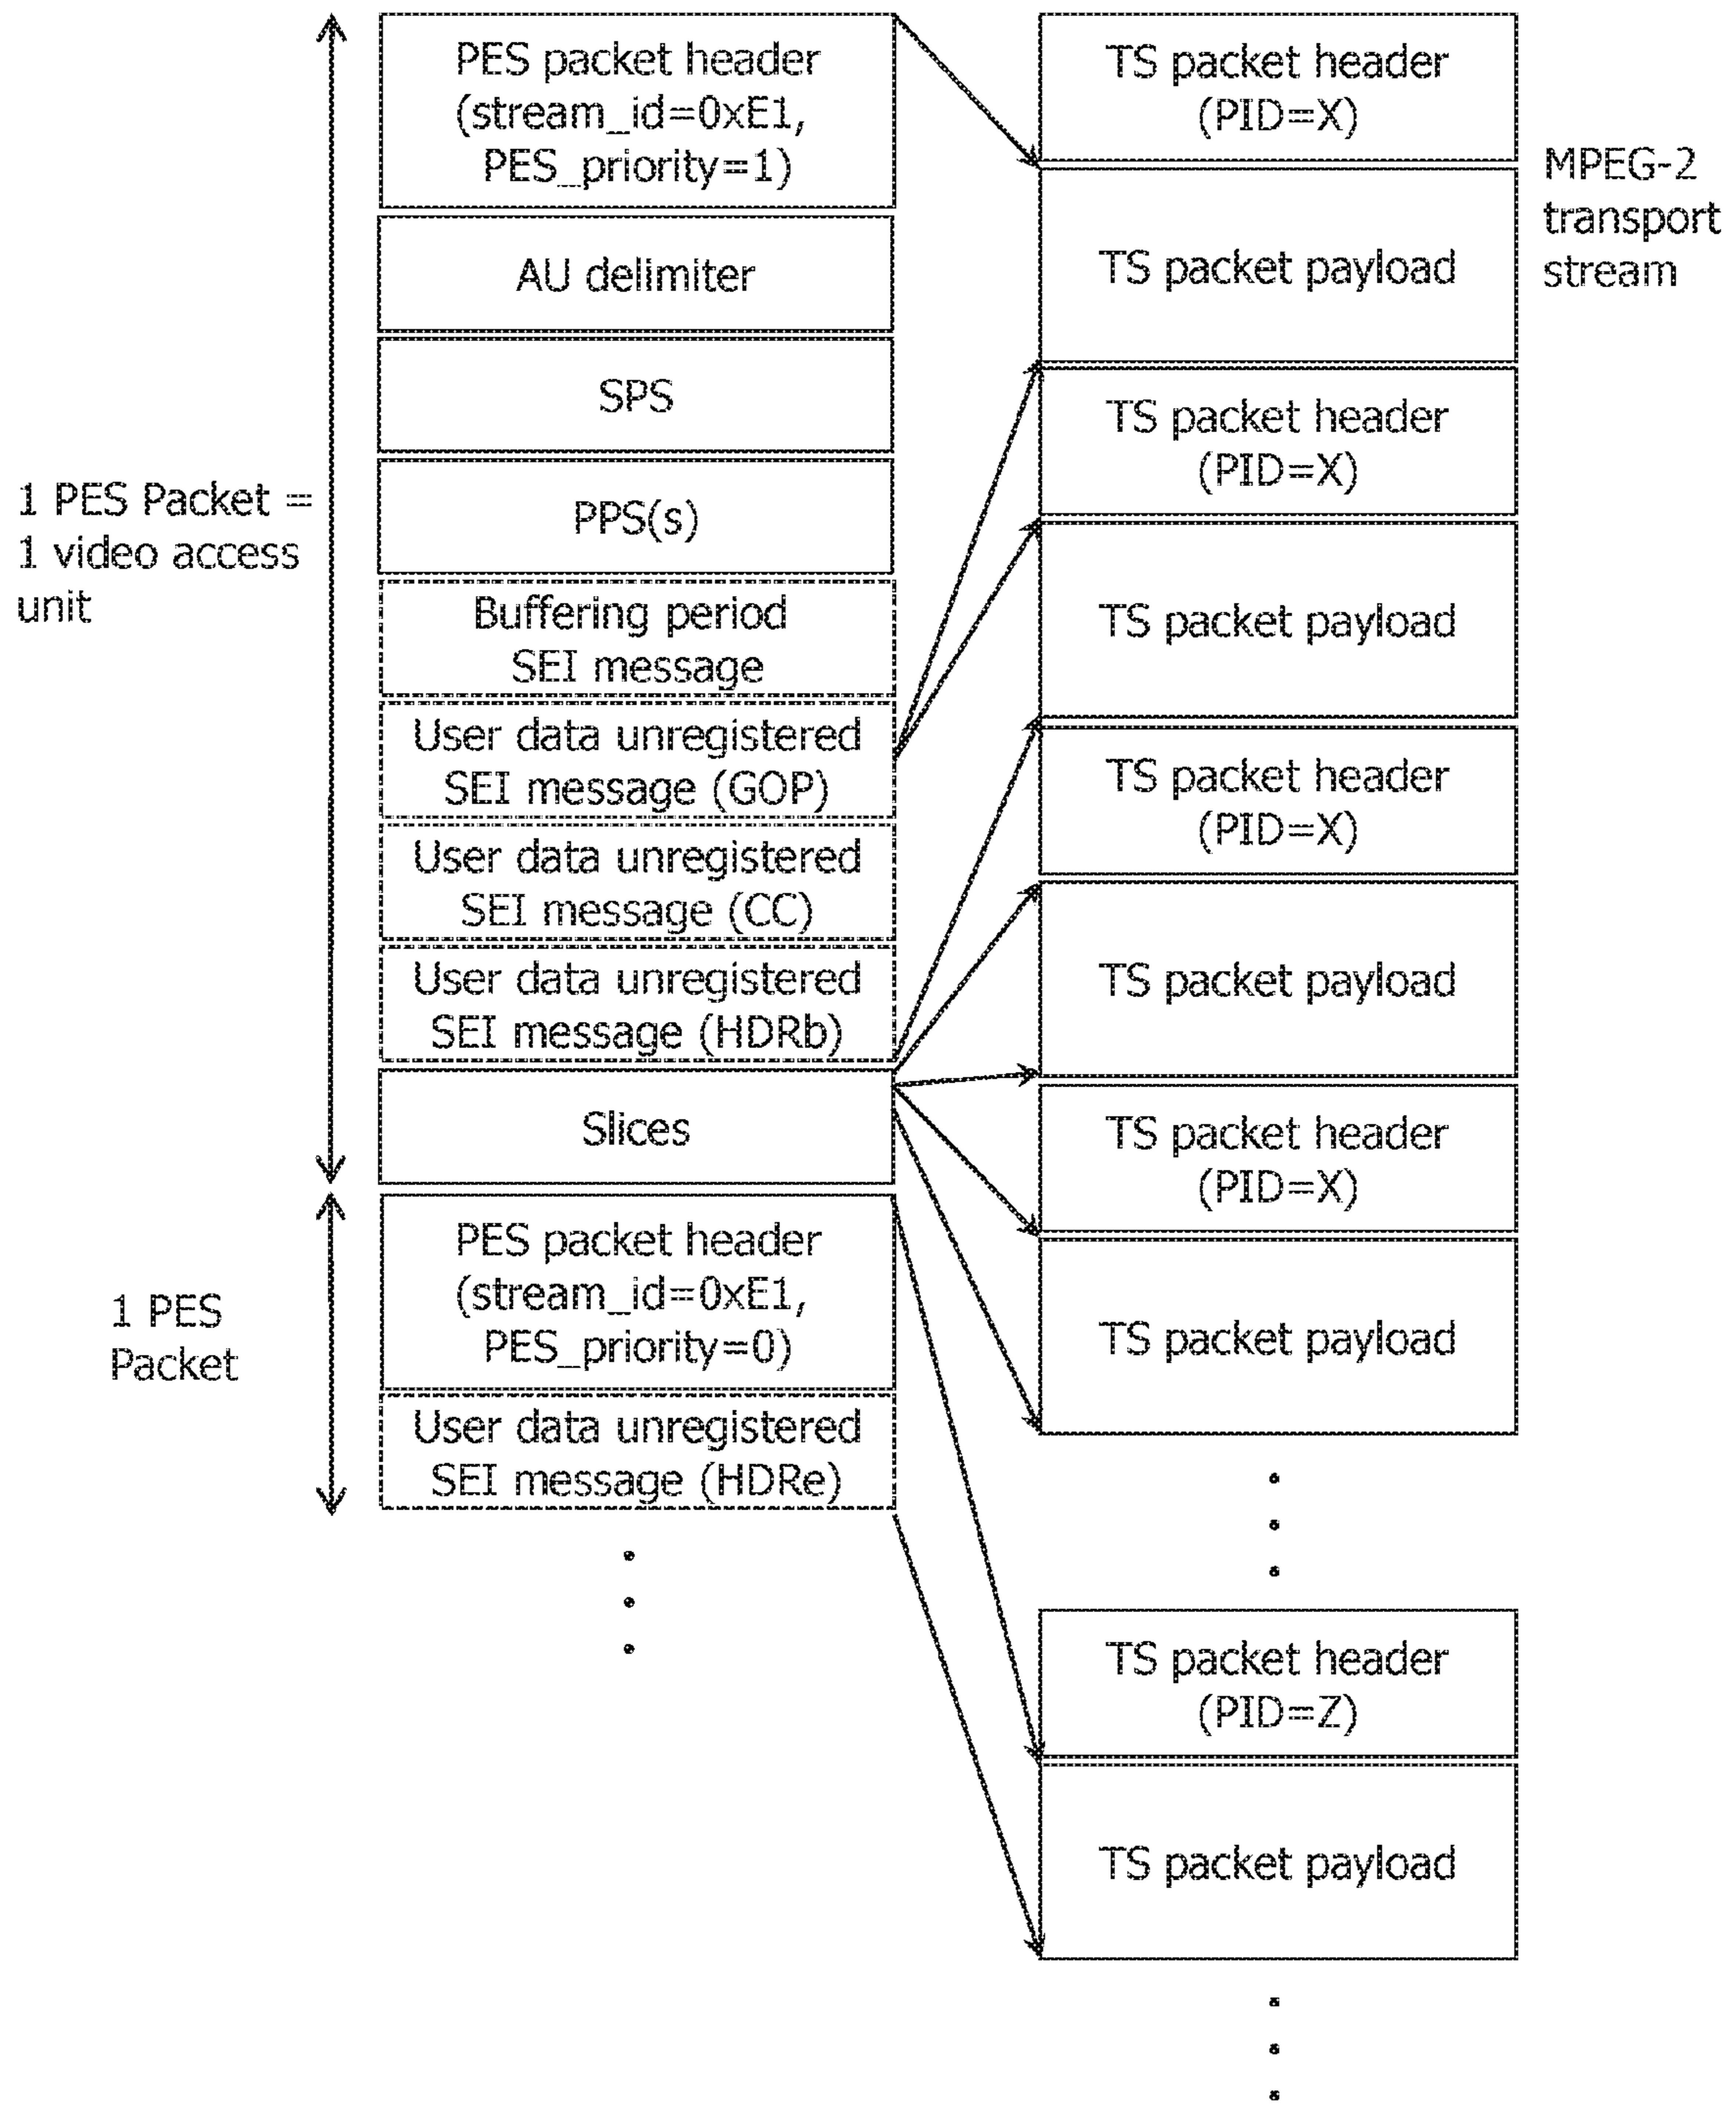 PES packet header
(stream_id=0xE1,
PES_priority=1)
AU delimiter
SPS
PPS(s)
Buffering period
SEI message
User data unregistered
SEI message (GOP)
User data unregistered
SEI message (CC)
User data unregistered
SEI message (HDRb)
Slices
1 PES Packet =
1 video access
unit
PES packet header
(stream_id=0xE1,
PES_priority=0)
User data unregistered
SEI message (HDRe)
1 PES
Packet
TS packet header
(PID=X)
TS packet payload
TS packet header
(PID=X)
TS packet payload
TS packet header
(PID=X)
TS packet payload
TS packet header
(PID=X)
TS packet payload
TS packet header
(PID=Z)
TS packet payload
MPEG-2
transport
stream